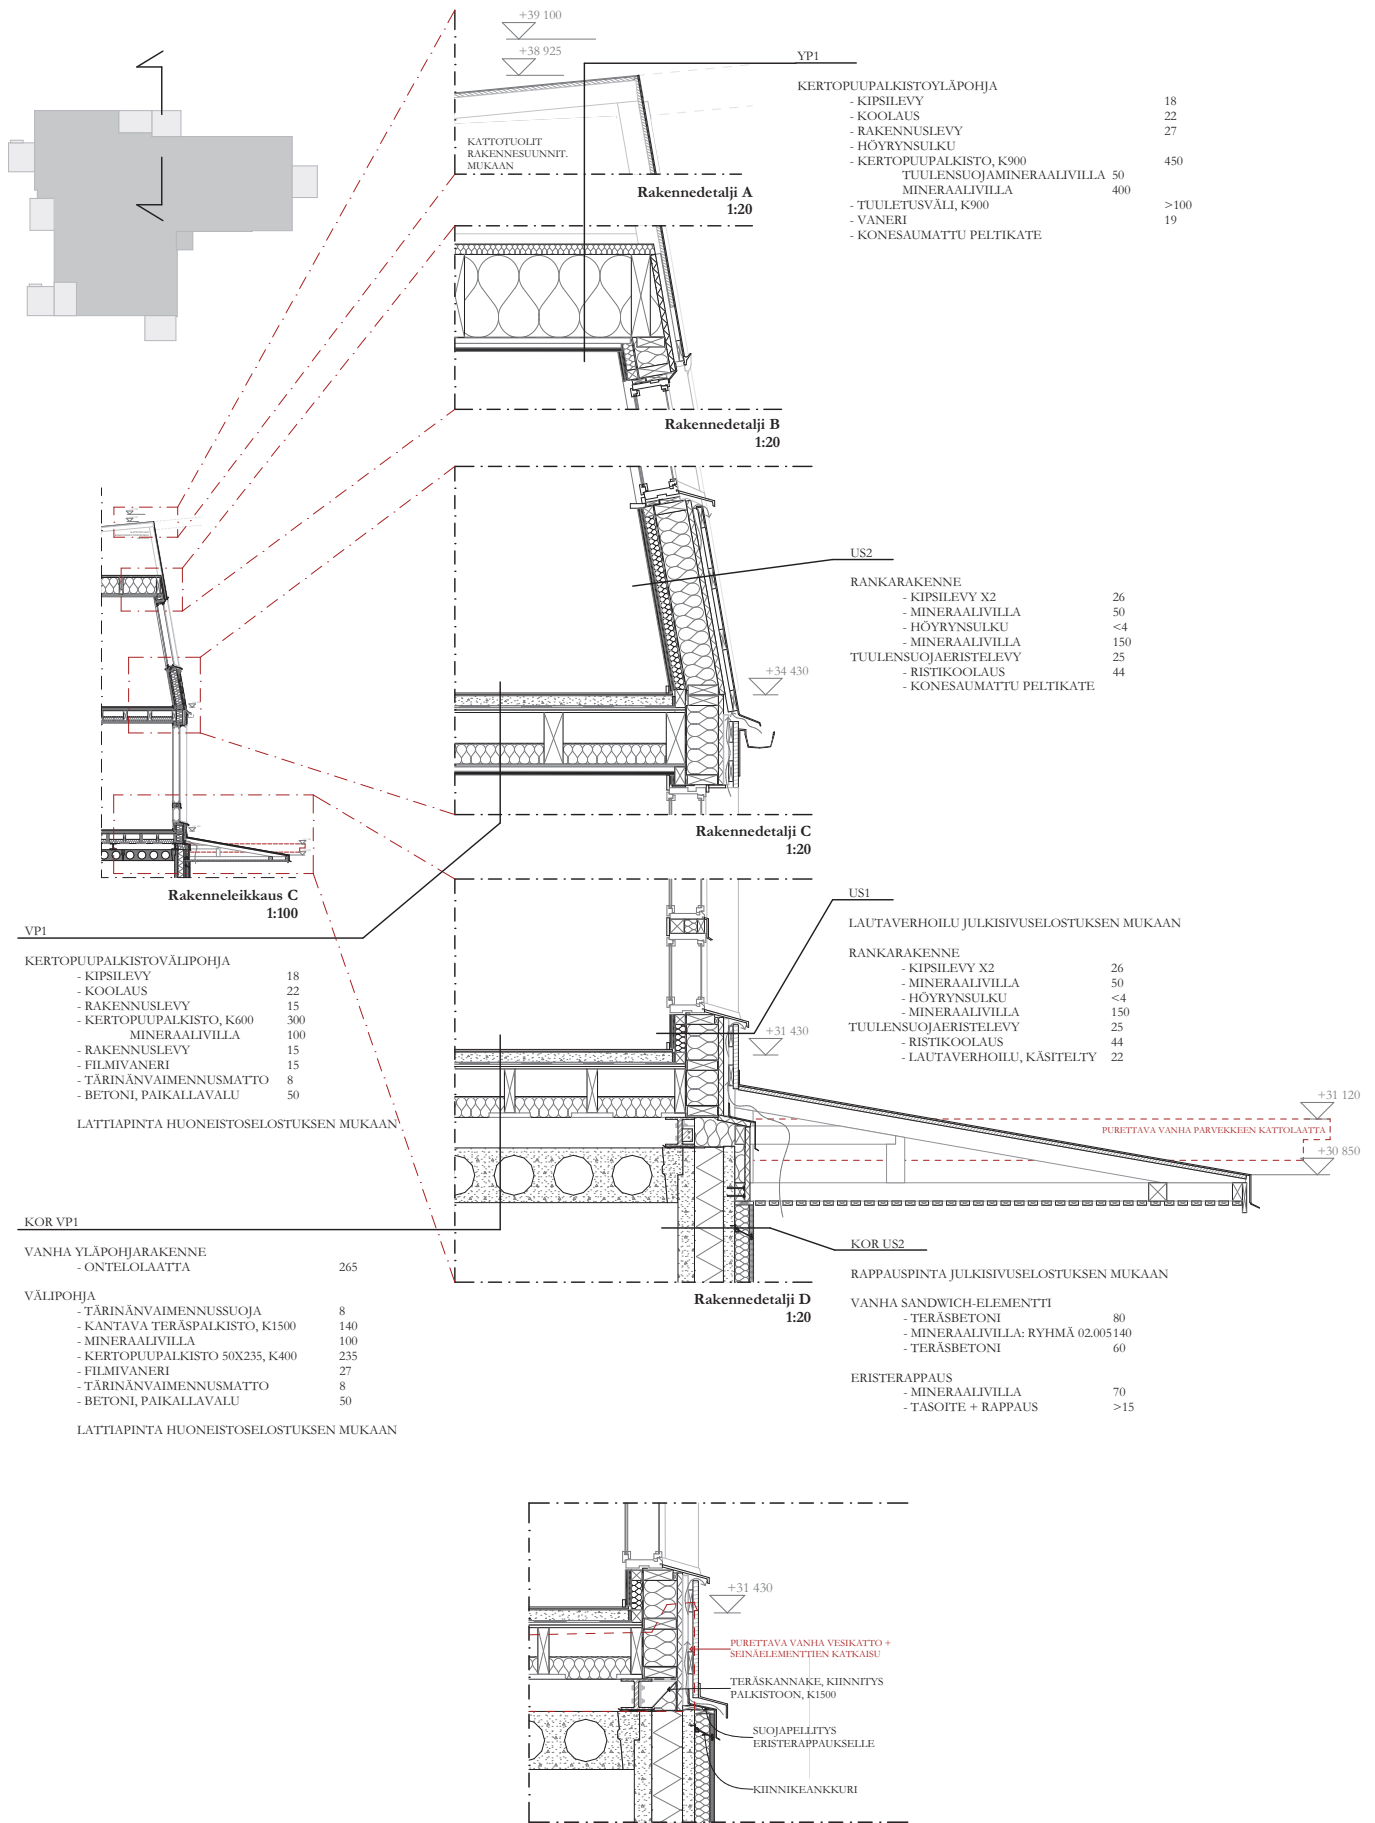 +39 100
+38 925
KATTOTUOLIT
RAKENNESUUNNIT.
MUKAAN
Rakennedetalji A
1:20
YP1
KERTOPUUPALKISTOYLÄPOHJA
- KIPSILEVY 18
- KOOLAUS 22
- RAKENNUSLEVY 27
- HÖYRYNSULKU
- KERTOPUUPALKISTO, K900 450
TUULENSUOJAMINERAALIVILLA 50
MINERAALIVILLA 400
- TUULETUSVÄLI, K900 >100
- VANERI 19
- KONESAUMATTU PELTIKATE
Rakennedetalji B
1:20
US2
RANKARAKENNE
- KIPSILEVY X2 26
- MINERAALIVILLA 50
- HÖYRYNSULKU <4
- MINERAALIVILLA 150
TUULENSUOJAERISTELEVY 25
- RISTIKOOLAUS 44
- KONESAUMATTU PELTIKATE
+34 430
Rakennedetalji C
1:20
Rakenneleikkaus C
1:100
VP1
KERTOPUUPALKISTOVÄLIPOHJA
- KIPSILEVY 18
- KOOLAUS 22
- RAKENNUSLEVY 15
- KERTOPUUPALKISTO, K600 300
MINERAALIVILLA 100
- RAKENNUSLEVY 15
- FILMIVANERI 15
- TÄRINÄNVAIMENNUSMATTO 8
- BETONI, PAIKALLAVALU 50
LATTIAPINTA HUONEISTOSELOSTUKSEN MUKAAN
US1
LAUTAVERHOILU JULKISIVUSELOSTUKSEN MUKAAN
RANKARAKENNE
- KIPSILEVY X2 26
- MINERAALIVILLA 50
- HÖYRYNSULKU <4
- MINERAALIVILLA 150
TUULENSUOJAERISTELEVY 25
- RISTIKOOLAUS 44
- LAUTAVERHOILU, KÄSITELTY 22
+31 430
+31 120
PURETTAVA VANHA PARVEKKEEN KATTOLAATTA
+30 850
KOR VP1
VANHA YLÄPOHJARAKENNE
- ONTELOLAATTA 265
VÄLIPOHJA
- TÄRINÄNVAIMENNUSSUOJA 8
- KANTAVA TERÄSPALKISTO, K1500 140
- MINERAALIVILLA 100
- KERTOPUUPALKISTO 50X235, K400 235
- FILMIVANERI 27
- TÄRINÄNVAIMENNUSMATTO 8
- BETONI, PAIKALLAVALU 50
LATTIAPINTA HUONEISTOSELOSTUKSEN MUKAAN
Rakennedetalji D
1:20
KOR US2
RAPPAUSPINTA JULKISIVUSELOSTUKSEN MUKAAN
VANHA SANDWICH-ELEMENTTI
- TERÄSBETONI 80
- MINERAALIVILLA: RYHMÄ 02.005 140
- TERÄSBETONI 60
ERISTERAPPAUS
- MINERAALIVILLA 70
- TASOITE + RAPPAUS >15
+31 430
PURETTAVA VANHA VESIKATTO +
SEINÄELEMENTTIEN KATKAISU
TERÄSKANNAKE, KIINNITYS
PALKISTOON, K1500
SUOJAPELLITYS
ERISTERAPPAUKSELLE
KIINNIKEANKKURI